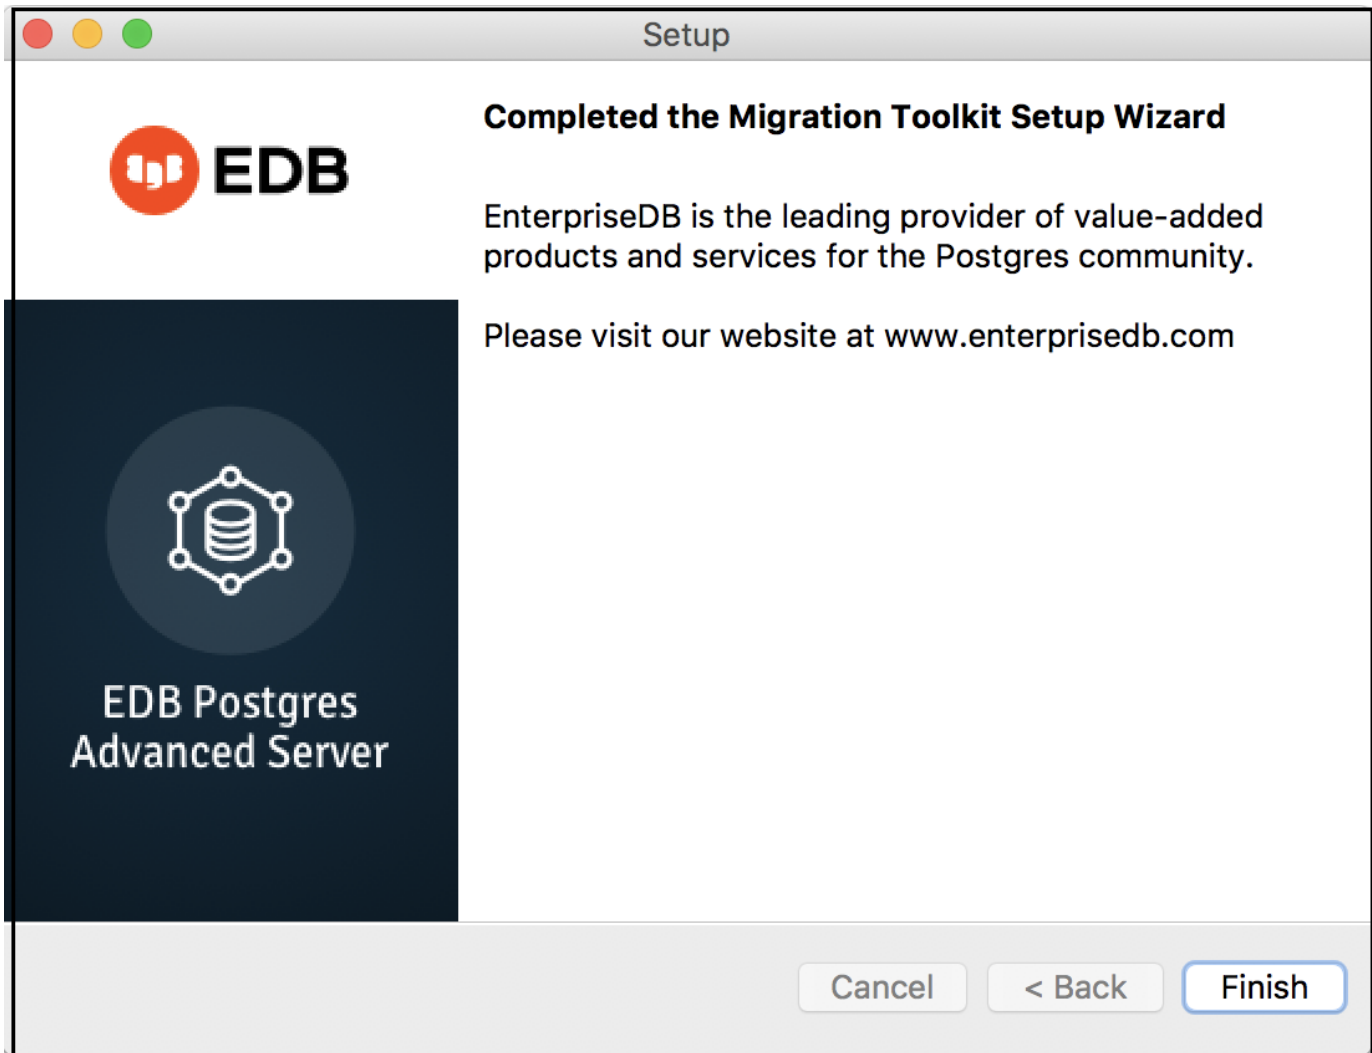 Setup
EDB
Completed the Migration Toolkit Setup Wizard
EnterpriseDB is the leading provider of value-added
products and services for the Postgres community.
Please visit our website at www.enterprisedb.com
EDB Postgres
Advanced Server
Cancel
< Back
Finish